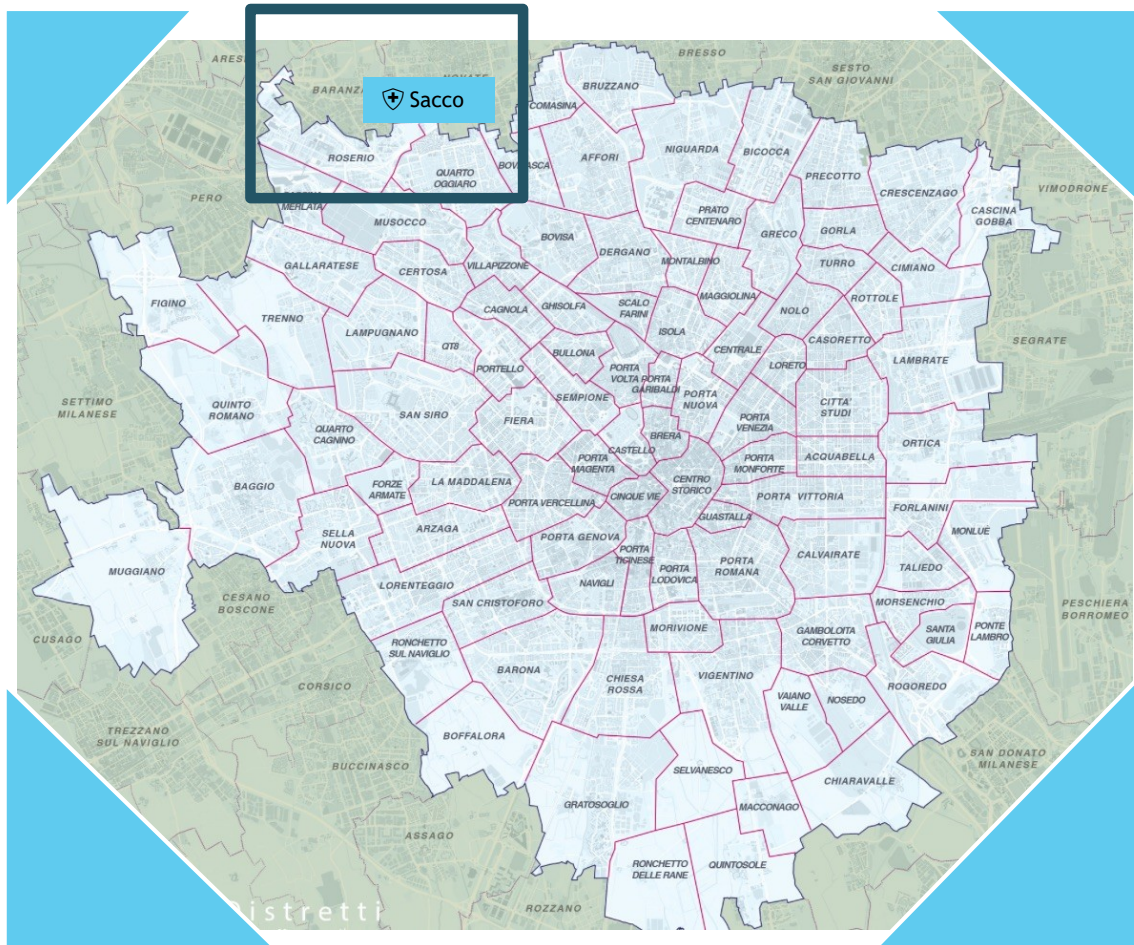 ARES
BRESSO
SESTO
SAN GIOVANNI
BARANZ
NOVATE
Sacco
COMASINA
BRUZZANO
ROSERIO
QUARTO
OGGIARO
BOVISASCA
AFFORI
NIGUARDA
BICOCCA
PRECOTTO
CRESCENZAGO
VIMODRONE
PERO
CASCINA
MERLATA
MUSOCCO
PRATO
CENTENARO
CASCINA
GOBBA
GALLARATESE
CERTOSA
VILLAPIZZONE
BOVISA
DERGANO
MONTALBINO
GRECO
GORLA
TURRO
CIMIANO
FIGINO
TRENNO
LAMPUGNANO
CAGNOLA
GHISOLFA
SCALO
FARINI
MAGGIOLINA
NOLO
ROTTOLE
QT8
PORTELLO
BULLONA
ISOLA
CENTRALE
CASORETTO
LAMBRATE
SEGRATE
SETTIMO
MILANESE
QUINTO
ROMANO
SAN SIRO
FIERA
SEMPIONE
PORTA
VOLTA
PORTA
GARIBALDI
PORTA
NUOVA
LORETO
CITTA'
STUDI
PORTA
VENEZIA
QUARTO
CAGNINO
BRERA
CASTELLO
ORTICA
BAGGIO
FORZE
ARMATE
LA MADDALENA
PORTA
MAGENTA
CENTRO
STORICO
PORTA
MONFORTE
ACQUABELLA
PORTA VERCELLINA
CINQUE VIE
PORTA VITTORIA
FORLANINI
MONLUÈ
SELLA
NUOVA
ARZAGA
PORTA GENOVA
GUASTALLA
MUGGIANO
LORENTEGGIO
NAVIGLI
PORTA
TICINESE
PORTA
LODOVICA
PORTA
ROMANA
CALVAIRATE
TALIEDO
CESANO
BOSCONE
SAN CRISTOFORO
MORSENCHIO
PESCHIERA
BORROMEO
CUSAGO
RONCHETTO
SUL NAVIGLIO
BARONA
MORIVIONE
GAMBOLOITA
CORVETTO
SANTA
GIULIA
PONTE
LAMBRO
CORSICO
CHIESA
ROSSA
VIGENTINO
VAIANO
VALLE
NOSEDO
ROGOREDO
TREZZANO
SUL NAVIGLIO
BOFFALORA
BUCCINASCO
SELVANESCO
CHIARAVALLE
SAN DONATO
MILANESE
GRATOSOGLIO
MACCONAGO
ASSAGO
RONCHETTO
DELLE RANE
QUINTOSOLE
ROZZANO
Distretti